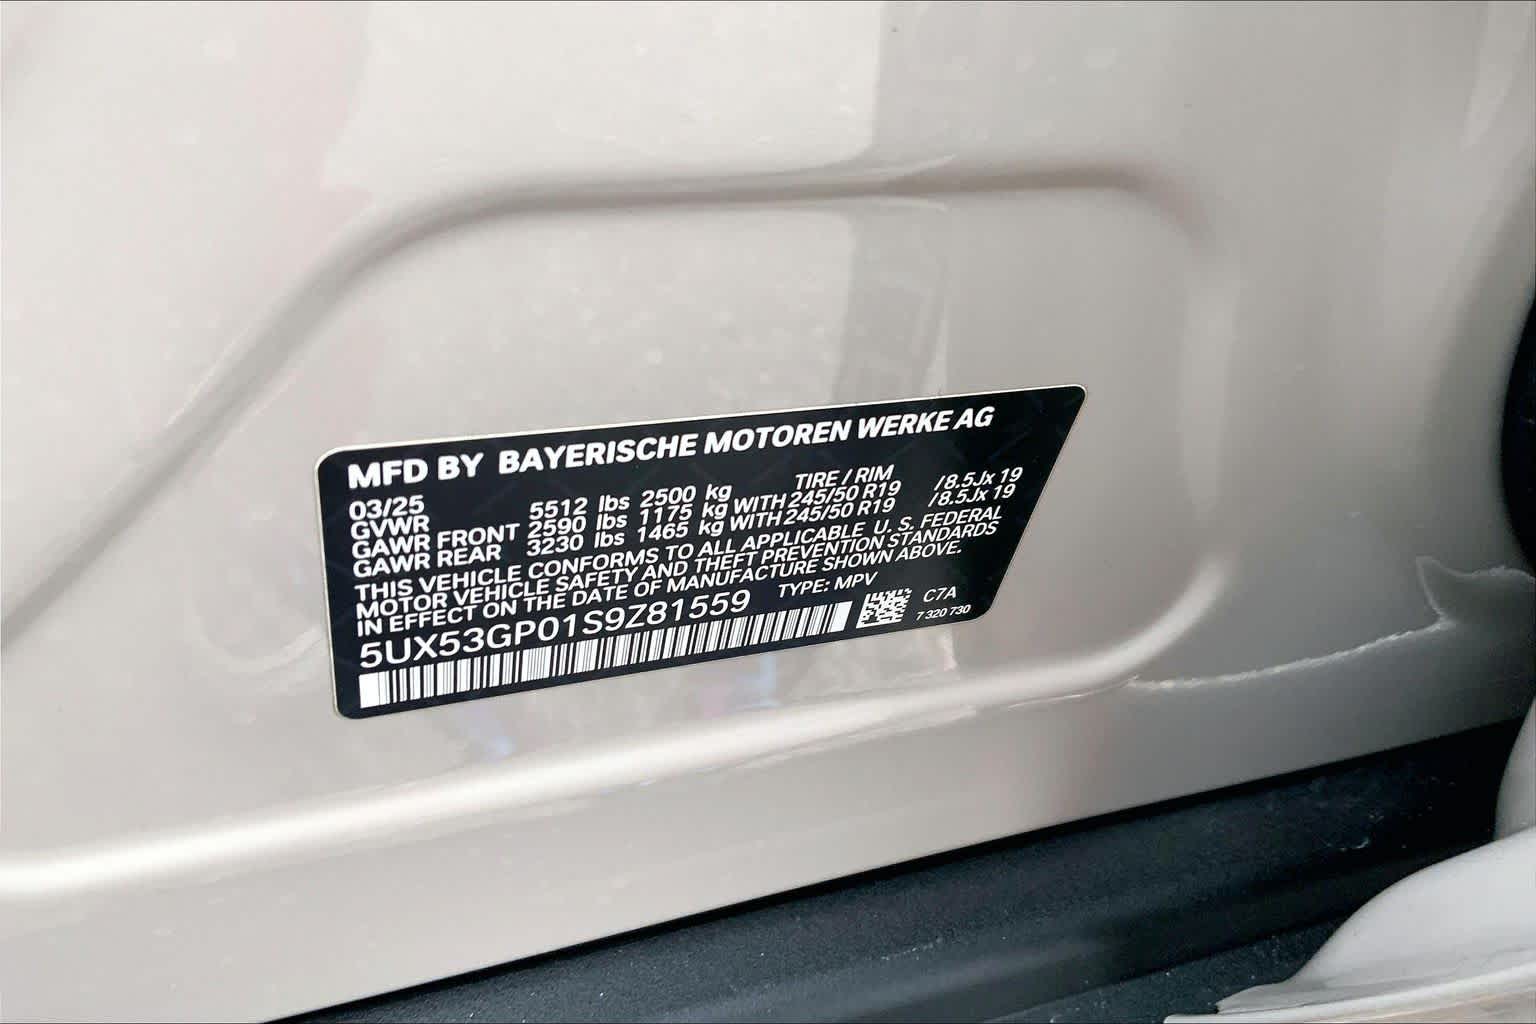 MFD BY BAYERISCHE MOTOREN WERKE AG
03/25 TIRE / RIM
GVWR 5512 lbs 2500 kg
GAWR FRONT 2590 lbs 1175 kg WITH 245/50 R19 /8.5Jx 19
GAWR REAR 3230 lbs 1465 kg WITH 245/50 R19 /8.5Jx 19
THIS VEHICLE CONFORMS TO ALL APPLICABLE U. S. FEDERAL
MOTOR VEHICLE SAFETY AND THEFT PREVENTION STANDARDS
IN EFFECT ON THE DATE OF MANUFACTURE SHOWN ABOVE.
5UX53GP01S9Z81559 TYPE: MPV
C7A
7 320 730